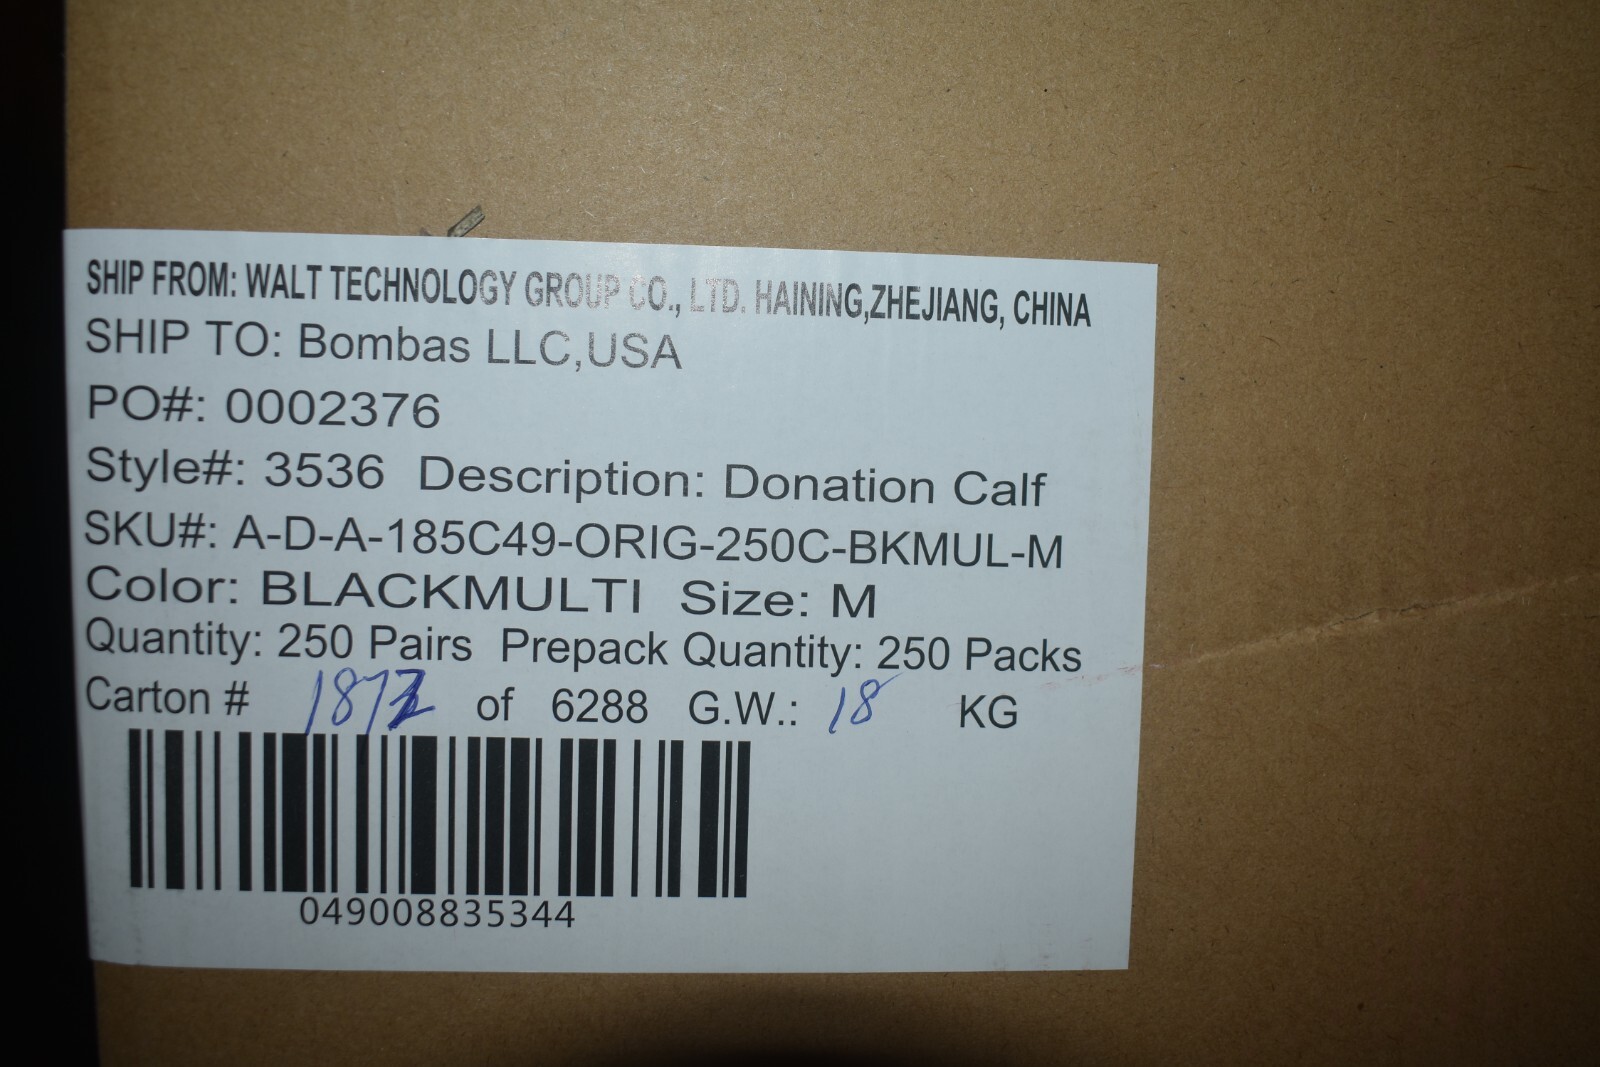 SHIP FROM: WALT TECHNOLOGY GROUP CO., LTD. HAINING,ZHEJIANG, CHINA
SHIP TO: Bombas LLC,USA
PO#: 0002376
Style#: 3536 Description: Donation Calf
SKU#: A-D-A-185C49-ORIG-250C-BKMUL-M
Color: BLACKMULTI Size: M
Quantity: 250 Pairs Prepack Quantity: 250 Packs
Carton # of 6288 G.W.: 18 KG
049008835344